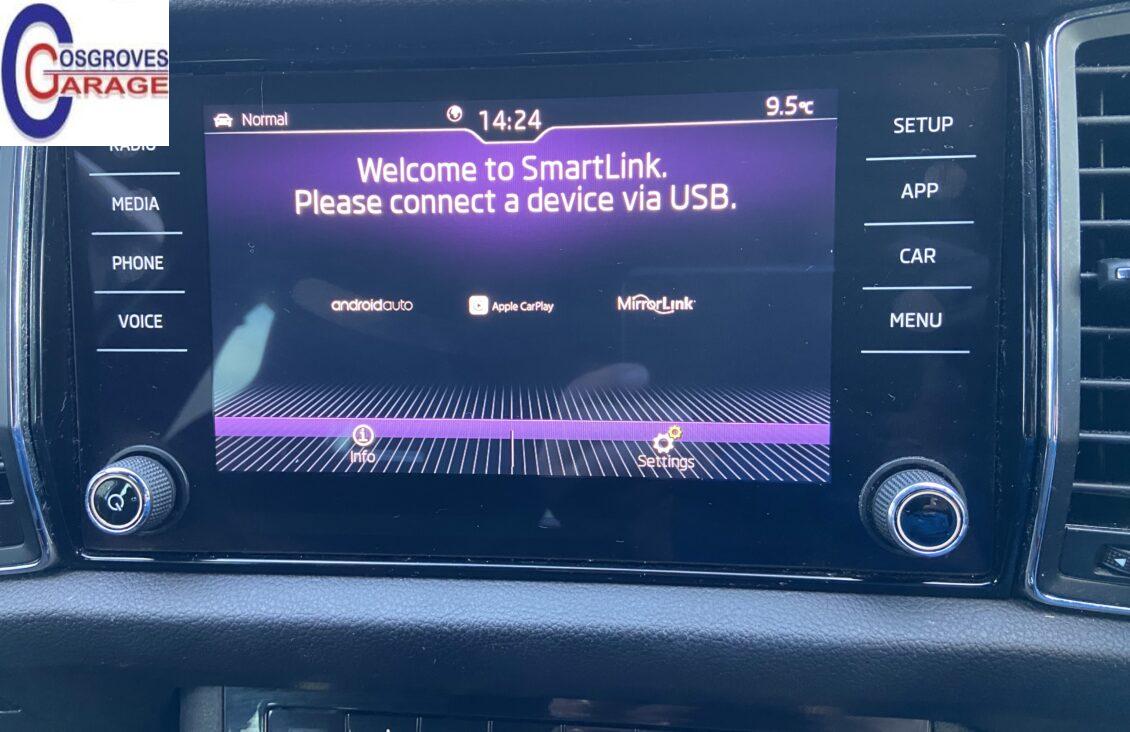 COSGROVES
GARAGE
RADIO
MEDIA
PHONE
VOICE
Normal
14:24
9.5°C
Welcome to SmartLink.
Please connect a device via USB.
androidauto
Apple CarPlay
MirrorLink
Info
Settings
SETUP
APP
CAR
MENU